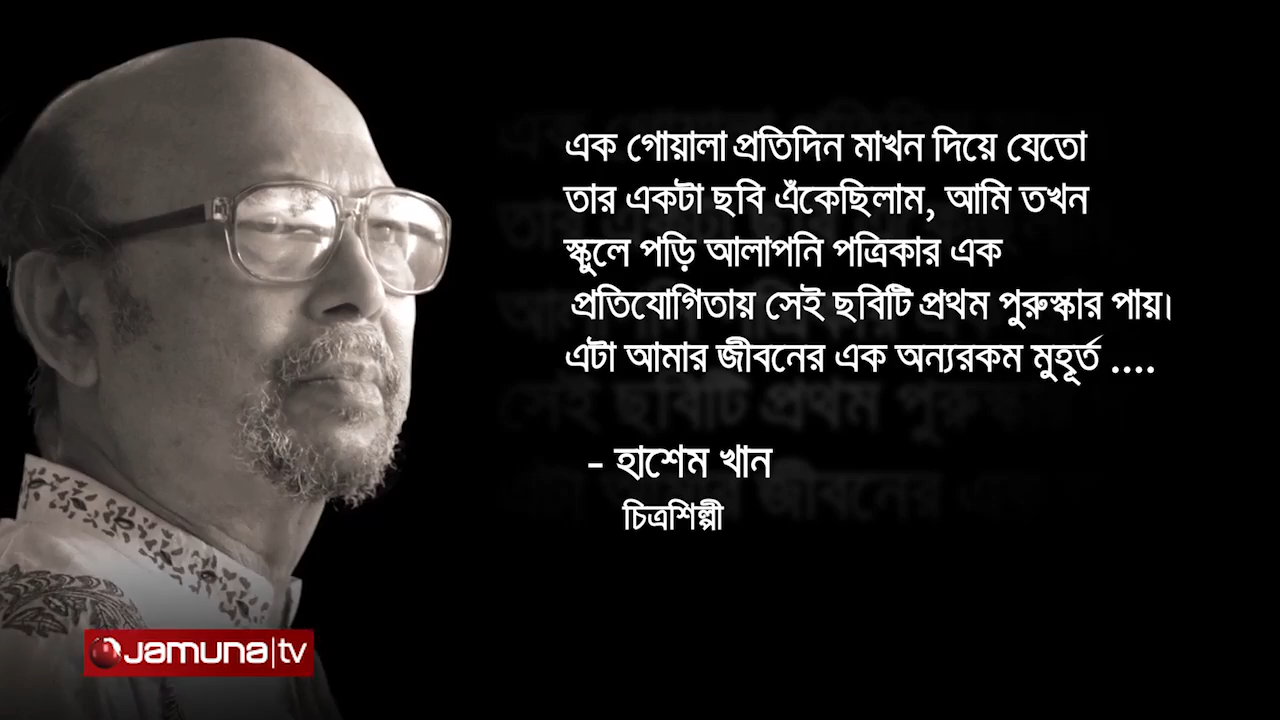 এক গোয়ালা প্রতিদিন মাখন দিয়ে যেতো
তার একটা ছবি এঁকেছিলাম, আমি তখন
স্কুলে পড়ি আলাপনি পত্রিকার এক
প্রতিযোগিতায় সেই ছবিটি প্রথম পুরুস্কার পায়।
এটা আমার জীবনের এক অন্যরকম মুহূর্ত ....
- হাশেম খান
চিত্রশিল্পী
Jamuna|tv